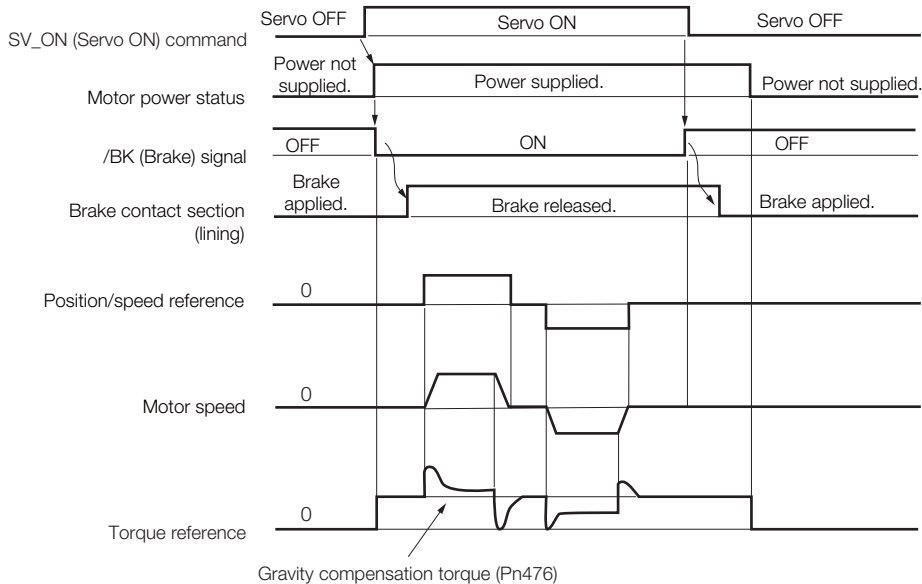 Servo OFF
Servo ON
Servo OFF
SV_ON (Servo ON) command
Power not
supplied.
Power supplied.
Power not supplied.
Motor power status
OFF
ON
OFF
/BK (Brake) signal
Brake
applied.
Brake released.
Brake applied.
Brake contact section
(lining)
0
Position/speed reference
0
Motor speed
0
Torque reference
Gravity compensation torque (Pn476)